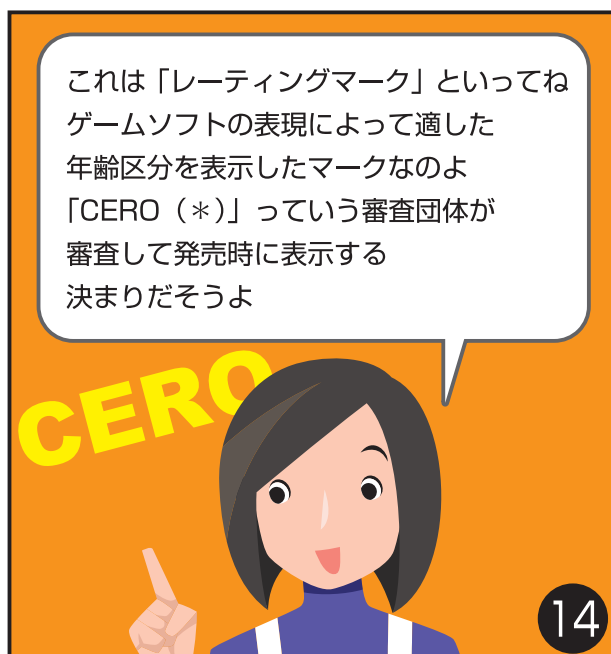 これは「レーティングマーク」といってね
ゲームソフトの表現によって適した
年齢区分を表示したマークなのよ
「CERO（＊）」っていう審査団体が
審査して発売時に表示する
決まりだそうよ
CERO
14